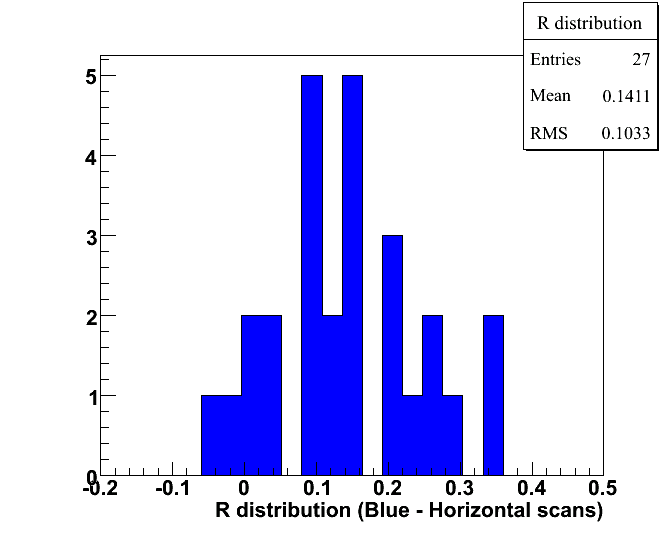 R distribution
Entries 27
Mean 0.1411
RMS 0.1033
5
4
3
2
1
0
-0.2 -0.1 0 0.1 0.2 0.3 0.4 0.5
R distribution (Blue - Horizontal scans)